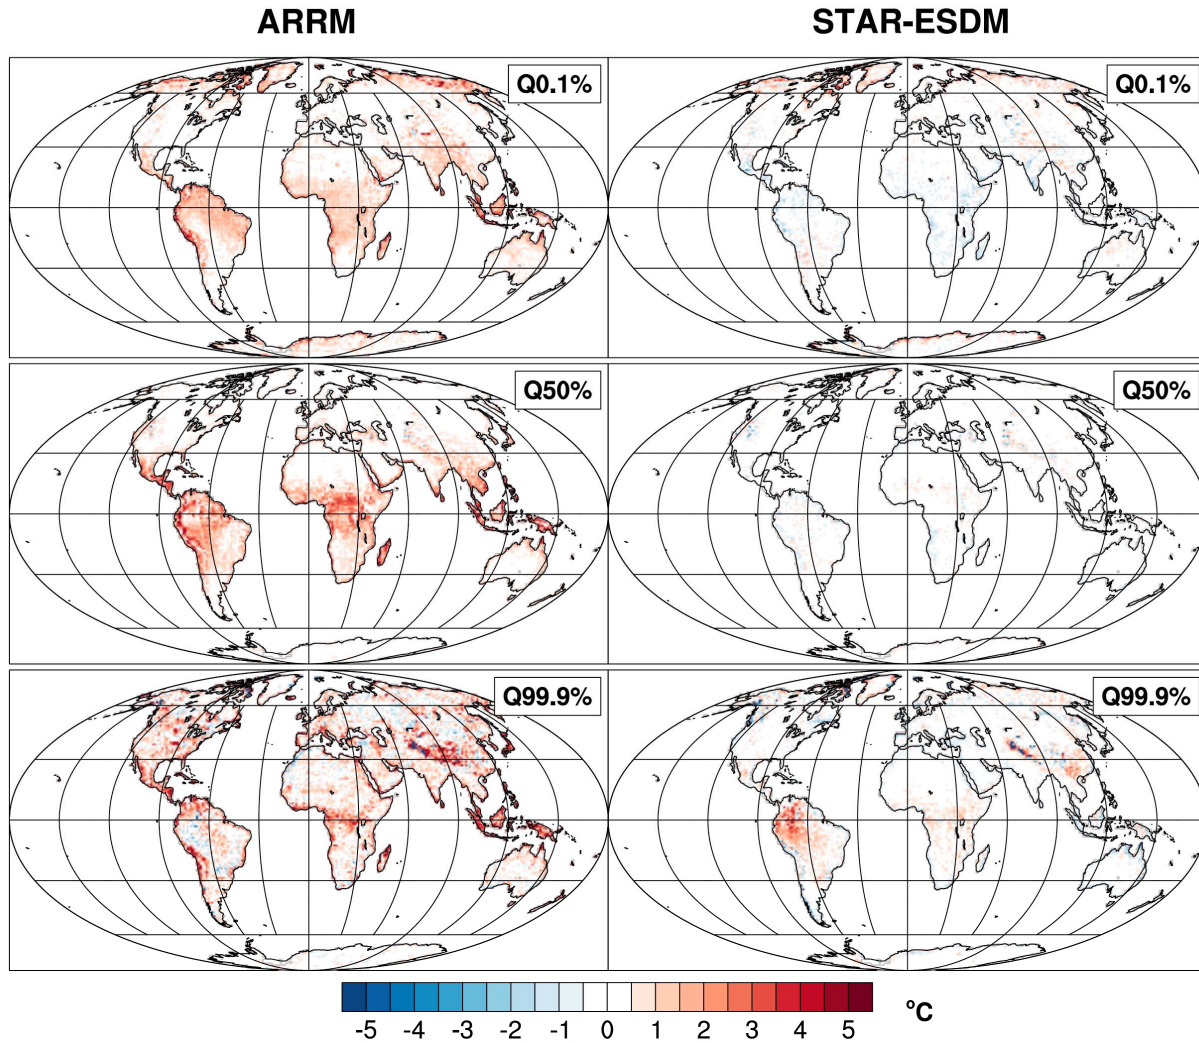 ARRM STAR-ESDM
Q0.1% Q0.1%
Q50% Q50%
Q99.9% Q99.9%
-5 -4 -3 -2 -1 0 1 2 3 4 5 °C